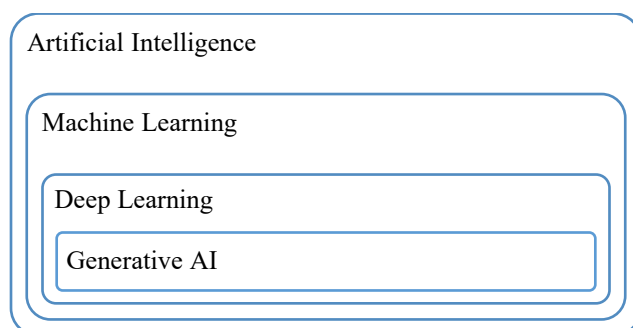 Artificial Intelligence
Machine Learning
Deep Learning
Generative AI